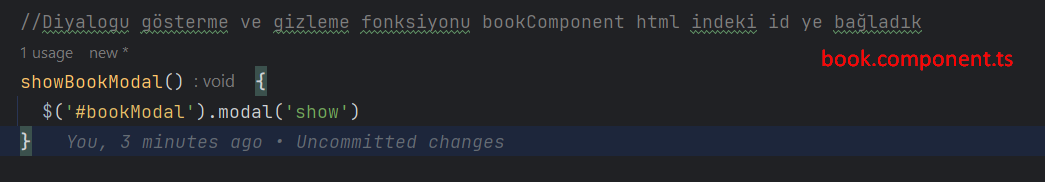 //Diyalogu gösterme ve gizleme fonksiyonu bookComponent html indeki id ye bağladık
1 usage   new *
book.component.ts
showBookModal() : void  {
$('#bookModal').modal('show')
}   You, 3 minutes ago • Uncommitted changes